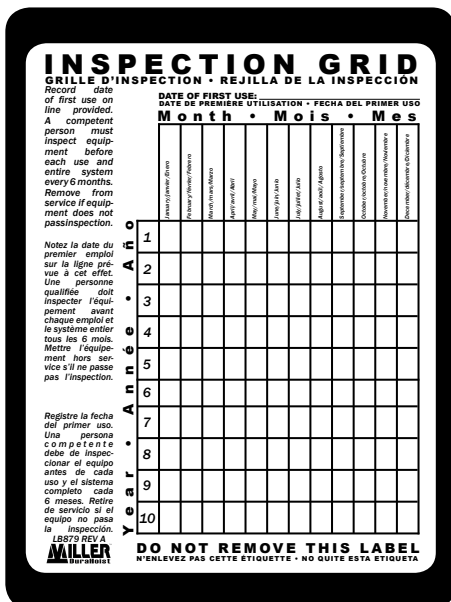 INSPECTION GRID
GRILLE D'INSPECTION • REJILLA DE LA INSPECCIÓN
Record date
of first use on
line provided.
A competent
person must
inspect equip-
ment before
each use and
entire system
every 6 months.
Remove from
service if equip-
ment does not
passinspection.
Notez la date du
premier emploi
sur la ligne pré-
vue à cet effet.
Une personne
qualifiée doit
inspecter l'équi-
pement avant
chaque emploi et
le système entier
tous les 6 mois.
Mettre l'équipe-
ment hors ser-
vice s'il ne passe
pas l'inspection.
Registre la fecha
del primer uso.
Una persona
competente
debe de inspec-
cionar el equipo
antes de cada
uso y el sistema
completo cada
6 meses. Retire
de servicio si el
equipo no pasa
la inspección.
LB879 REV A
MILLER
DuraHoist
DATE OF FIRST USE:
DATE DE PREMIÈRE UTILISATION • FECHA DEL PRIMER USO
Month • Mois • Mes
January/janvier/Enero
February/février/Febrero
March/mars/Marzo
April/avril/Abril
May/mai/Mayo
June/juin/Junio
July/juillet/Julio
August/août/Agosto
September/septembre/Septiembre
October/octobre/Octubre
November/novembre/Noviembre
December/décembre/Diciembre
Year • Année • Año
1
2
3
4
5
6
7
8
9
10
DO NOT REMOVE THIS LABEL
N'ENLEVEZ PAS CETTE ÉTIQUETTE • NO QUITE ESTA ETIQUETA